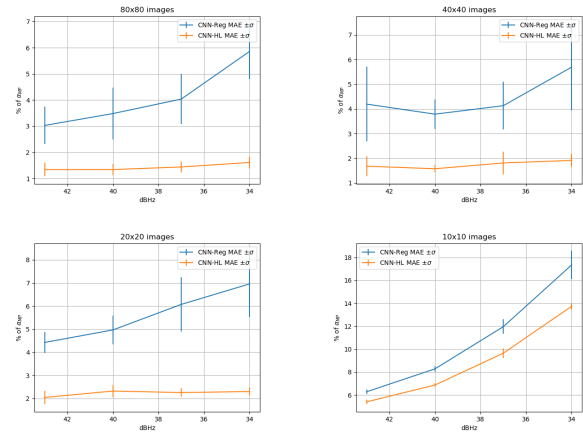 80x80 images
7
6
5
4
3
2
1
% of αMP
CNN-Reg MAE ±σ
CNN-HL MAE ±σ
42 40 38 36 34
dBHz
40x40 images
7
6
5
4
3
2
1
% of αMP
CNN-Reg MAE ±σ
CNN-HL MAE ±σ
42 40 38 36 34
dBHz
20x20 images
8
7
6
5
4
3
2
% of αMP
CNN-Reg MAE ±σ
CNN-HL MAE ±σ
42 40 38 36 34
dBHz
10x10 images
18
16
14
12
10
8
6
% of αMP
CNN-Reg MAE ±σ
CNN-HL MAE ±σ
42 40 38 36 34
dBHz